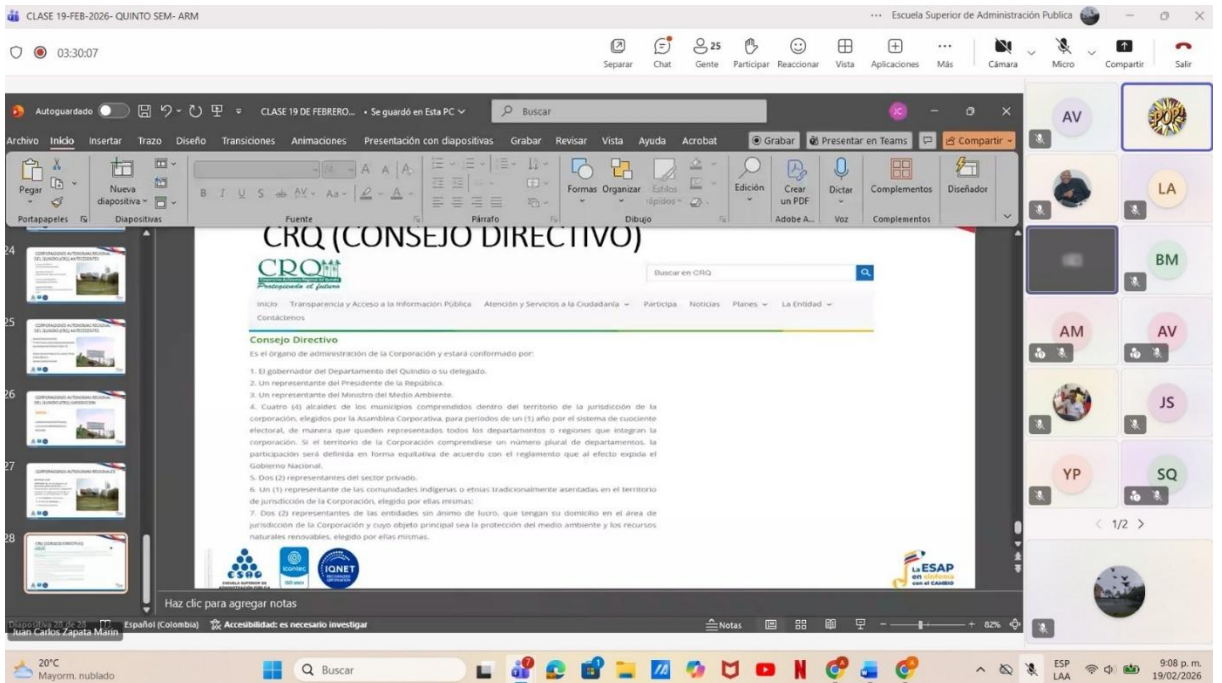 CLASE 19-FEB-2026- QUINTO SEM- ARM
Escuela Superior de Administración Publica
03:30:07
Separar
Chat
25
Gente
Participar
Reaccionar
Vista
Aplicaciones
Más
Cámara
Micro
Compartir
Salir
Autoguardado
CLASE 19 DE FEBRERO... • Se guardó en Esta PC
Buscar
JC
Archivo Inicio Insertar Trazo Diseño Transiciones Animaciones Presentación con diapositivas Grabar Revisar Vista Ayuda Acrobat
Grabar
Presentar en Teams
Compartir
Pegar
Nueva
diapositiva
Formas
Organizar
Estilos
rápidos
Edición
Crear
un PDF
Dictar
Complementos
Diseñador
Portapapeles
Diapositivas
Fuente
Párrafo
Dibujo
Adobe A...
Voz
Complementos
24
25
26
27
28
CRQ (CONSEJO DIRECTIVO)
CRQ
Protegiendo el futuro
Buscar en CRQ
Inicio Transparencia y Acceso a la Información Pública Atención y Servicios a la Ciudadanía Participa Noticias Planes La Entidad
Contáctenos
Consejo Directivo
Es el órgano de administración de la Corporación y estará conformado por:
1. El gobernador del Departamento del Quindío o su delegado.
2. Un representante del Presidente de la República.
3. Un representante del Ministro del Medio Ambiente.
4. Cuatro (4) alcaldes de los municipios comprendidos dentro del territorio de la jurisdicción de la
corporación, elegidos por la Asamblea Corporativa, para periodos de un (1) año por el sistema de cuociente
electoral, de manera que queden representados todos los departamentos o regiones que integran la
corporación. Si el territorio de la Corporación comprendiese un número plural de departamentos, la
participación será definida en forma equitativa de acuerdo con el reglamento que al efecto expida el
Gobierno Nacional.
5. Dos (2) representantes del sector privado.
6. Un (1) representante de las comunidades indígenas o etnias tradicionalmente asentadas en el territorio
de jurisdicción de la Corporación, elegido por ellas mismas:
7. Dos (2) representantes de las entidades sin ánimo de lucro, que tengan su domicilio en el área de
jurisdicción de la Corporación y cuyo objeto principal sea la protección del medio ambiente y los recursos
naturales renovables, elegido por ellas mismas.
ESAP
icontec
IQNET
La ESAP
en sinfonía
con el CAMBIO
Haz clic para agregar notas
Diapositiva 28 de 28
Español (Colombia)
Accesibilidad: es necesario investigar
Notas
82%
Juan Carlos Zapata Marin
AV
POP!
LA
BM
AM
AV
JS
YP
SQ
1/2
20°C
Mayorm. nublado
Buscar
7
ESP
LAA
9:08 p. m.
19/02/2026